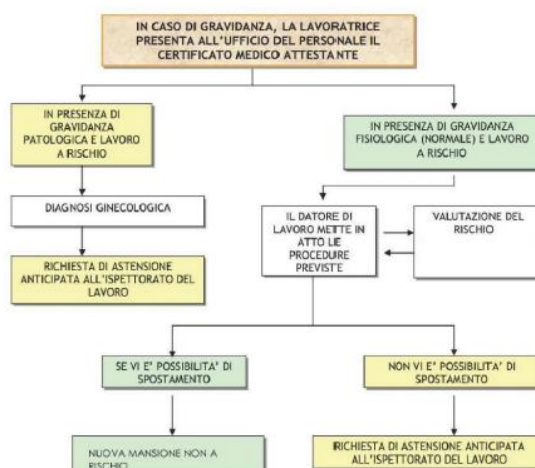 IN CASO DI GRAVIDANZA, LA LAVORATRICE
PRESENTA ALL'UFFICIO DEL PERSONALE IL
CERTIFICATO MEDICO ATTESTANTE
IN PRESENZA DI
GRAVIDANZA
PATOLOGICA E LAVORO
A RISCHIO
IN PRESENZA DI GRAVIDANZA
FISIOLOGICA (NORMALE) E LAVORO
A RISCHIO
DIAGNOSI GINECOLOGICA
IL DATORE DI
LAVORO METTE IN
ATTO LE
PROCEDURE
PREVISTE
VALUTAZIONE DEL
RISCHIO
RICHIESTA DI ASTENSIONE
ANTICIPATA ALL'ISPETTORATO DEL
LAVORO
SE VI E' POSSIBILITA' DI
SPOSTAMENTO
NON VI E' POSSIBILITA' DI
SPOSTAMENTO
NUOVA MANSIONE NON A
RISCHIO
RICHIESTA DI ASTENSIONE ANTICIPATA
ALL'ISPETTORATO DEL LAVORO